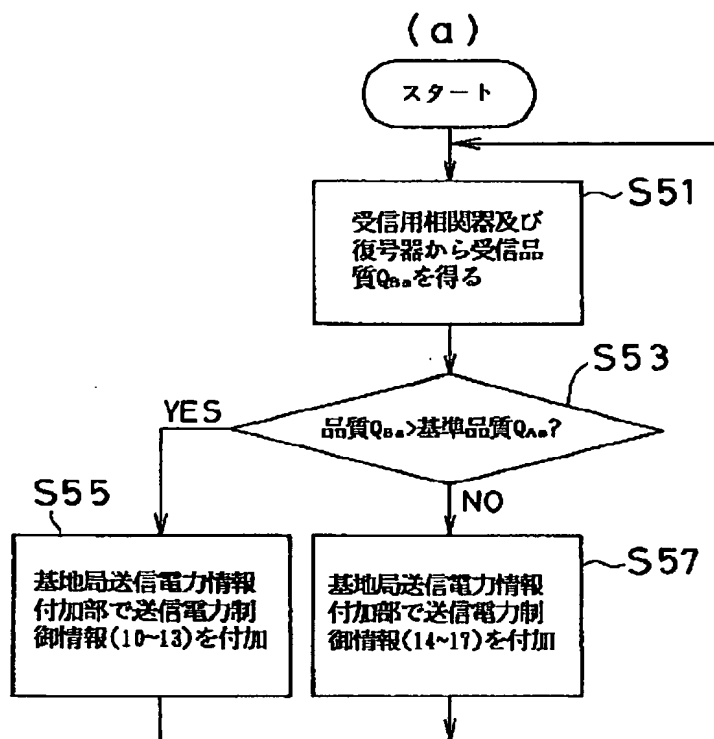 (a)
スタート
S51
受信用相関器及び
復号器から受信品
質QBaを得る
S53
YES
品質QBa>基準品質QAa?
NO
S55
基地局送信電力情報
付加部で送信電力制
御情報(10~13)を付加
S57
基地局送信電力情報
付加部で送信電力制
御情報(14~17)を付加